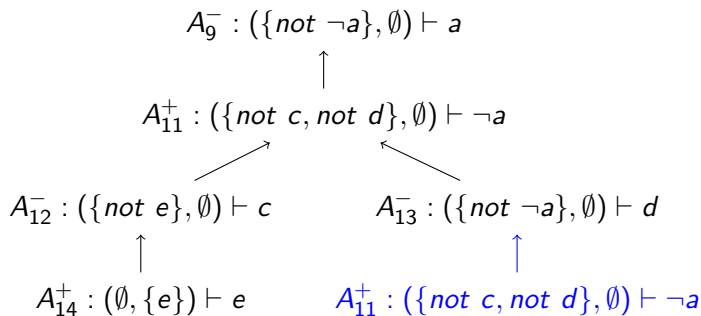 A₉⁻ : ({not ¬a}, ∅) ⊢ a
A₁₁⁺ : ({not c, not d}, ∅) ⊢ ¬a
A₁₂⁻ : ({not e}, ∅) ⊢ c A₁₃⁻ : ({not ¬a}, ∅) ⊢ d
A₁₄⁺ : (∅, {e}) ⊢ e A₁₁⁺ : ({not c, not d}, ∅) ⊢ ¬a